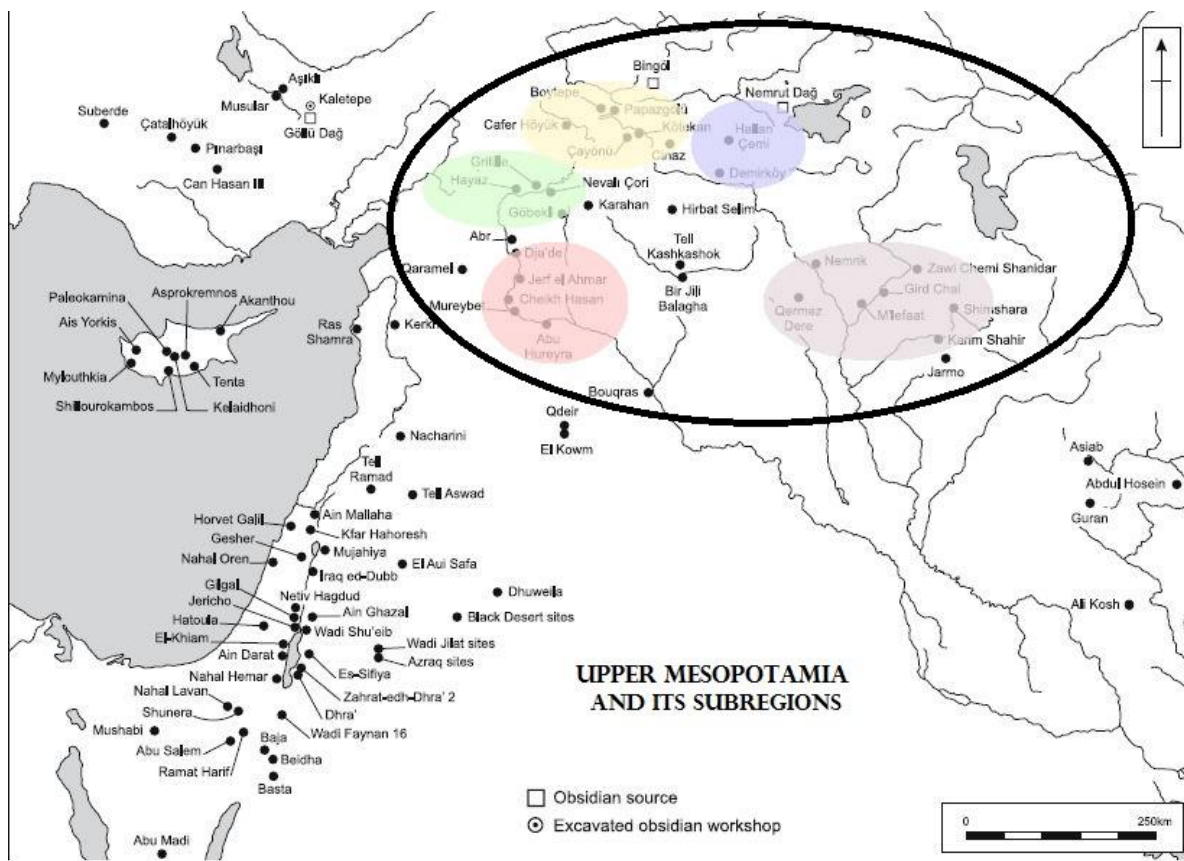 Bingöl
Aşıklı
Musular
Kaletepe
Göllü Dağ
Suberde
Çatalhöyük
Pınarbaşı
Can Hasan III
Boytepe
Papazgölü
Nemrut Dağ
Cafer Höyük
Kötekan
Çayönü
Cınaz
Hallan
Çemi
Demirköy
Gritille
Hayaz
Nevalı Çori
Göbekli
Karahan
Hirbat Selim
Abr
Dja'de
Qaramel
Jerf el Ahmar
Cheikh Hasan
Mureybet
Abu
Hureyra
Tell
Kashkashok
Bir Jili
Balagha
Nemrik
Zawi Chemi Shanidar
Gird Chai
Qermez
Dere
M'lefaat
Shimshara
Karim Shahir
Jarmo
Paleokamina
Asprokremnos
Akanthou
Ais Yorkis
Mylouthkia
Tenta
Shillourokambos
Kelaidhoni
Ras
Shamra
Kerkh
Bouqras
Qdeir
El Kowm
Nacharini
Tell
Ramad
Tell Aswad
Asiab
Abdul Hosein
Guran
Ali Kosh
Ain Mallaha
Horvet Galil
Kfar Hahoresh
Gesher
Mujahiya
Nahal Oren
El Aui Safa
Iraq ed-Dubb
Gilgal
Netiv Hagdud
Dhuweila
Jericho
Ain Ghazal
Black Desert sites
Hatoula
Wadi Shu'eib
El-Khiam
Wadi Jilat sites
Ain Darat
Azraq sites
Es-Sifiya
Nahal Hemar
Zahrat-edh-Dhra' 2
Nahal Lavan
Dhra'
Shunera
Mushabi
Wadi Faynan 16
Abu Salem
Baja
Ramat Harif
Beidha
Basta
Abu Madi
UPPER MESOPOTAMIA
AND ITS SUBREGIONS
Obsidian source
Excavated obsidian workshop
0 250km